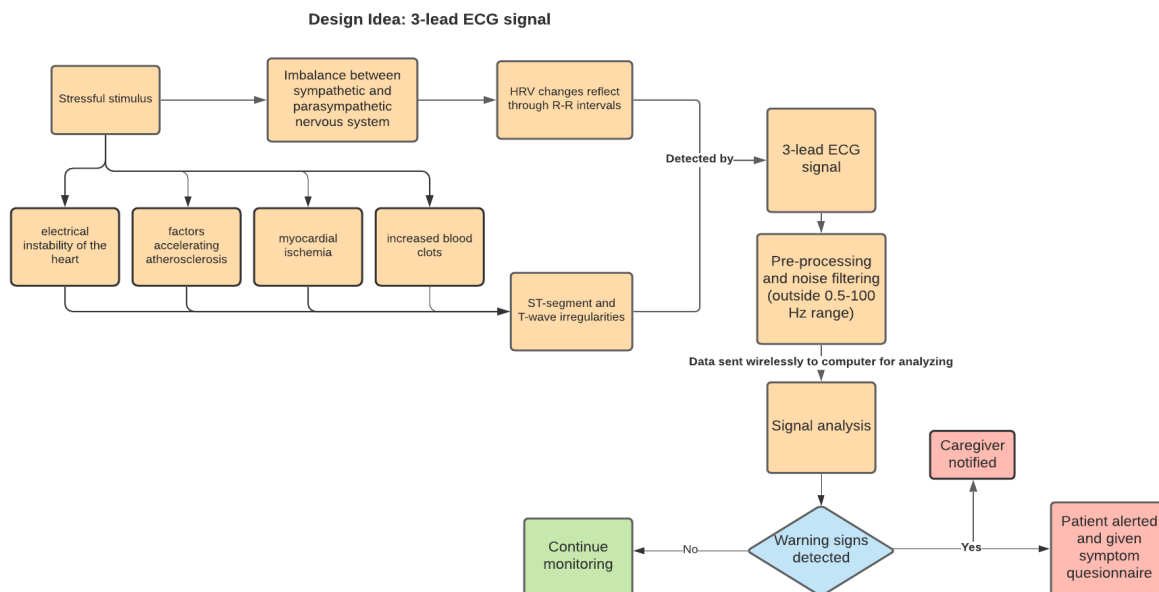 Design Idea: 3-lead ECG signal
Stressful stimulus
Imbalance between
sympathetic and
parasympathetic
nervous system
HRV changes reflect
through R-R intervals
Detected by
3-lead ECG
signal
electrical
instability of the
heart
factors
accelerating
atherosclerosis
myocardial
ischemia
increased blood
clots
ST-segment and
T-wave irregularities
Pre-processing
and noise filtering
(outside 0.5-100
Hz range)
Data sent wirelessly to computer for analyzing
Signal analysis
Caregiver
notified
Warning signs
detected
No
Continue
monitoring
Yes
Patient alerted
and given
symptom
quesionnaire